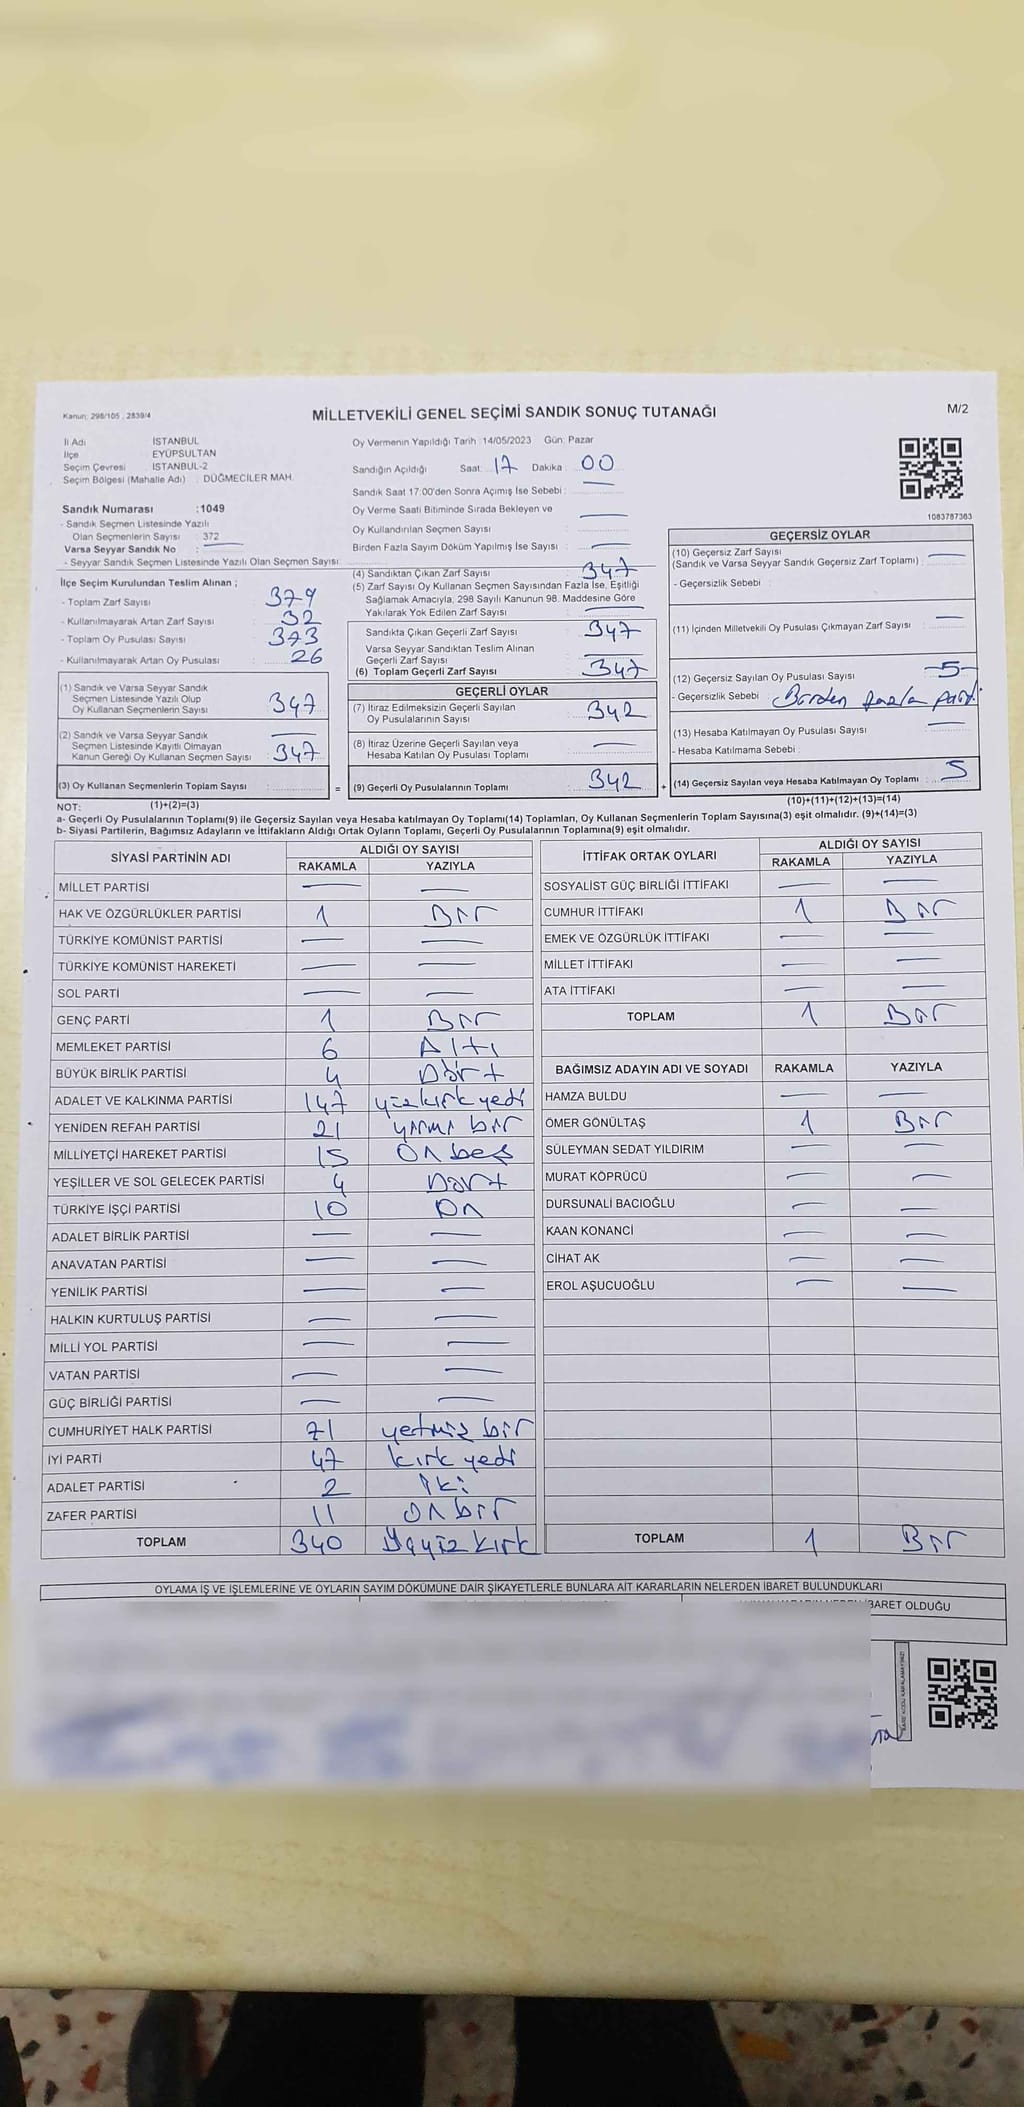 Kanun: 298/105 , 2839/4
MİLLETVEKİLİ GENEL SEÇİMİ SANDIK SONUÇ TUTANAĞI
M/2
İl Adı İSTANBUL
İlçe EYÜPSULTAN
Seçim Çevresi İSTANBUL-2
Seçim Bölgesi (Mahalle Adı) : DÜĞMECİLER MAH.
Oy Vermenin Yapıldığı Tarih :14/05/2023 Gün: Pazar
Sandığın Açıldığı Saat: 17 Dakika : 00
Sandık Saat 17.00'den Sonra Açımış İse Sebebi : —
Oy Verme Saati Bitiminde Sırada Bekleyen ve
Oy Kullandırılan Seçmen Sayısı —
Birden Fazla Sayım Döküm Yapılmış İse Sayısı : —
1083787363
Sandık Numarası :1049
- Sandık Seçmen Listesinde Yazılı
Olan Seçmenlerin Sayısı : 372
Varsa Seyyar Sandık No : —
- Seyyar Sandık Seçmen Listesinde Yazılı Olan Seçmen Sayısı:
İlçe Seçim Kurulundan Teslim Alınan ;
- Toplam Zarf Sayısı 379
- Kullanılmayarak Artan Zarf Sayısı 32
- Toplam Oy Pusulası Sayısı 373
- Kullanılmayarak Artan Oy Pusulası : 26
(1) Sandık ve Varsa Seyyar Sandık
Seçmen Listesinde Yazılı Olup
Oy Kullanan Seçmenlerin Sayısı 347
(2) Sandık ve Varsa Seyyar Sandık
Seçmen Listesinde Kayıtlı Olmayan
Kanun Gereği Oy Kullanan Seçmen Sayısı —
347
(3) Oy Kullanan Seçmenlerin Toplam Sayısı : =
(4) Sandıktan Çıkan Zarf Sayısı 347
(5) Zarf Sayısı Oy Kullanan Seçmen Sayısından Fazla İse, Eşitliği
Sağlamak Amacıyla, 298 Sayılı Kanunun 98. Maddesine Göre
Yakılarak Yok Edilen Zarf Sayısı —
Sandıkta Çıkan Geçerli Zarf Sayısı 347
Varsa Seyyar Sandıktan Teslim Alınan
Geçerli Zarf Sayısı —
(6) Toplam Geçerli Zarf Sayısı 347
GEÇERLİ OYLAR
(7) İtiraz Edilmeksizin Geçerli Sayılan
Oy Pusulalarının Sayısı 342
(8) İtiraz Üzerine Geçerli Sayılan veya
Hesaba Katılan Oy Pusulası Toplamı —
(9) Geçerli Oy Pusulalarının Toplamı 342 +
GEÇERSİZ OYLAR
(10) Geçersiz Zarf Sayısı
(Sandık ve Varsa Seyyar Sandık Geçersiz Zarf Toplamı) : —
- Geçersizlik Sebebi :
(11) İçinden Milletvekili Oy Pusulası Çıkmayan Zarf Sayısı —
(12) Geçersiz Sayılan Oy Pusulası Sayısı -5-
- Geçersizlik Sebebi : Birden fazla parti
(13) Hesaba Katılmayan Oy Pusulası Sayısı —
- Hesaba Katılmama Sebebi :
(14) Geçersiz Sayılan veya Hesaba Katılmayan Oy Toplamı : 5
NOT: (1)+(2)=(3) (10)+(11)+(12)+(13)=(14)
a- Geçerli Oy Pusulalarının Toplamı(9) ile Geçersiz Sayılan veya Hesaba katılmayan Oy Toplamı(14) Toplamları, Oy Kullanan Seçmenlerin Toplam Sayısına(3) eşit olmalıdır. (9)+(14)=(3)
b- Siyasi Partilerin, Bağımsız Adayların ve İttifakların Aldığı Ortak Oyların Toplamı, Geçerli Oy Pusulalarının Toplamına(9) eşit olmalıdır.
SİYASİ PARTİNİN ADI ALDIĞI OY SAYISI
RAKAMLA YAZIYLA
MİLLET PARTİSİ — —
HAK VE ÖZGÜRLÜKLER PARTİSİ 1 Bir
TÜRKİYE KOMÜNİST PARTİSİ — —
TÜRKİYE KOMÜNİST HAREKETİ — —
SOL PARTİ — —
GENÇ PARTİ 1 Bir
MEMLEKET PARTİSİ 6 Altı
BÜYÜK BİRLİK PARTİSİ 4 Dört
ADALET VE KALKINMA PARTİSİ 147 yüzkırk yedi
YENİDEN REFAH PARTİSİ 21 yirmi bir
MİLLİYETÇİ HAREKET PARTİSİ 15 On beş
YEŞİLLER VE SOL GELECEK PARTİSİ 4 Dört
TÜRKİYE İŞÇİ PARTİSİ 10 On
ADALET BİRLİK PARTİSİ — —
ANAVATAN PARTİSİ — —
YENİLİK PARTİSİ — —
HALKIN KURTULUŞ PARTİSİ — —
MİLLİ YOL PARTİSİ — —
VATAN PARTİSİ — —
GÜÇ BİRLİĞİ PARTİSİ — —
CUMHURİYET HALK PARTİSİ 71 yetmiz bir
İYİ PARTİ 47 kırk yedi
ADALET PARTİSİ 2 İki
ZAFER PARTİSİ 11 On bir
TOPLAM 340 kırk
İTTİFAK ORTAK OYLARI ALDIĞI OY SAYISI
RAKAMLA YAZIYLA
SOSYALİST GÜÇ BİRLİĞİ İTTİFAKI — —
CUMHUR İTTİFAKI 1 Bir
EMEK VE ÖZGÜRLÜK İTTİFAKI — —
MİLLET İTTİFAKI — —
ATA İTTİFAKI — —
TOPLAM 1 Bir
BAĞIMSIZ ADAYIN ADI VE SOYADI RAKAMLA YAZIYLA
HAMZA BULDU — —
ÖMER GÖNÜLTAŞ 1 Bir
SÜLEYMAN SEDAT YILDIRIM — —
MURAT KÖPRÜCÜ — —
DURSUNALİ BACIOĞLU — —
KAAN KONANCİ — —
CİHAT AK — —
EROL AŞUCUOĞLU — —
TOPLAM 1 Bir
OYLAMA İŞ VE İŞLEMLERİNE VE OYLARIN SAYIM DÖKÜMÜNE DAİR ŞİKAYETLERLE BUNLARA AİT KARARLARIN NELERDEN İBARET BULUNDUKLARI
İBARET OLDUĞU